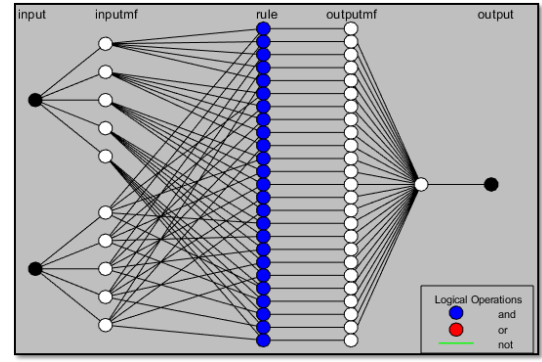 input inputmf rule outputmf output
Logical Operations
and
or
not